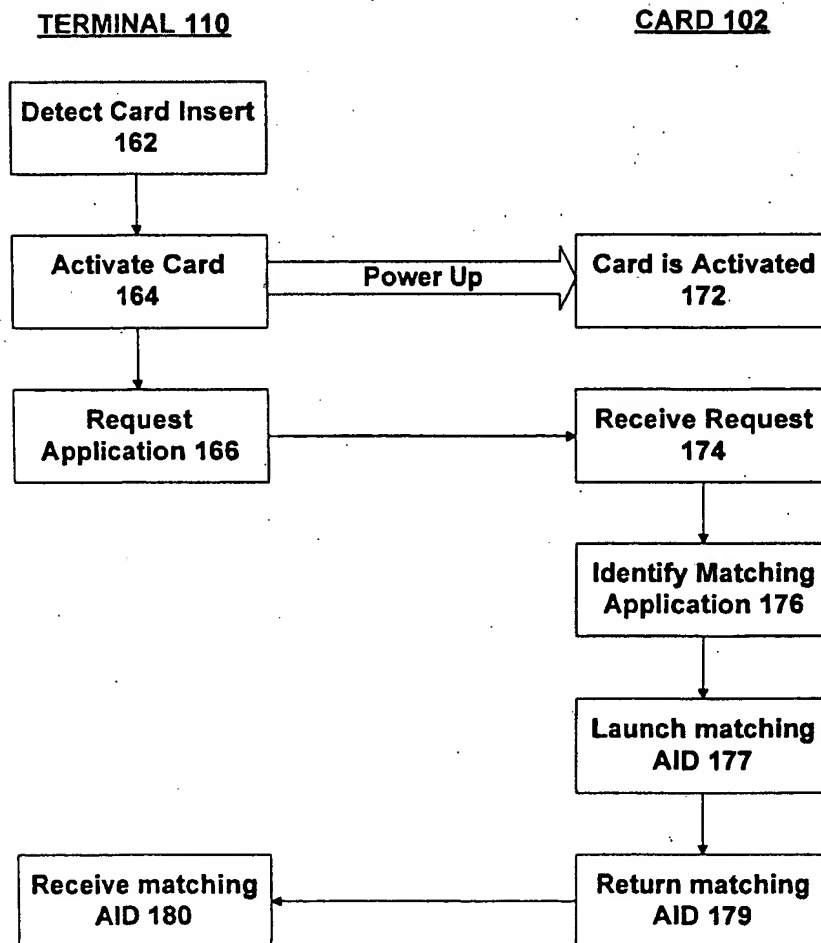 TERMINAL 110
CARD 102
Detect Card Insert
162
Activate Card
164
Power Up
Card is Activated
172
Request
Application 166
Receive Request
174
Identify Matching
Application 176
Launch matching
AID 177
Receive matching
AID 180
Return matching
AID 179